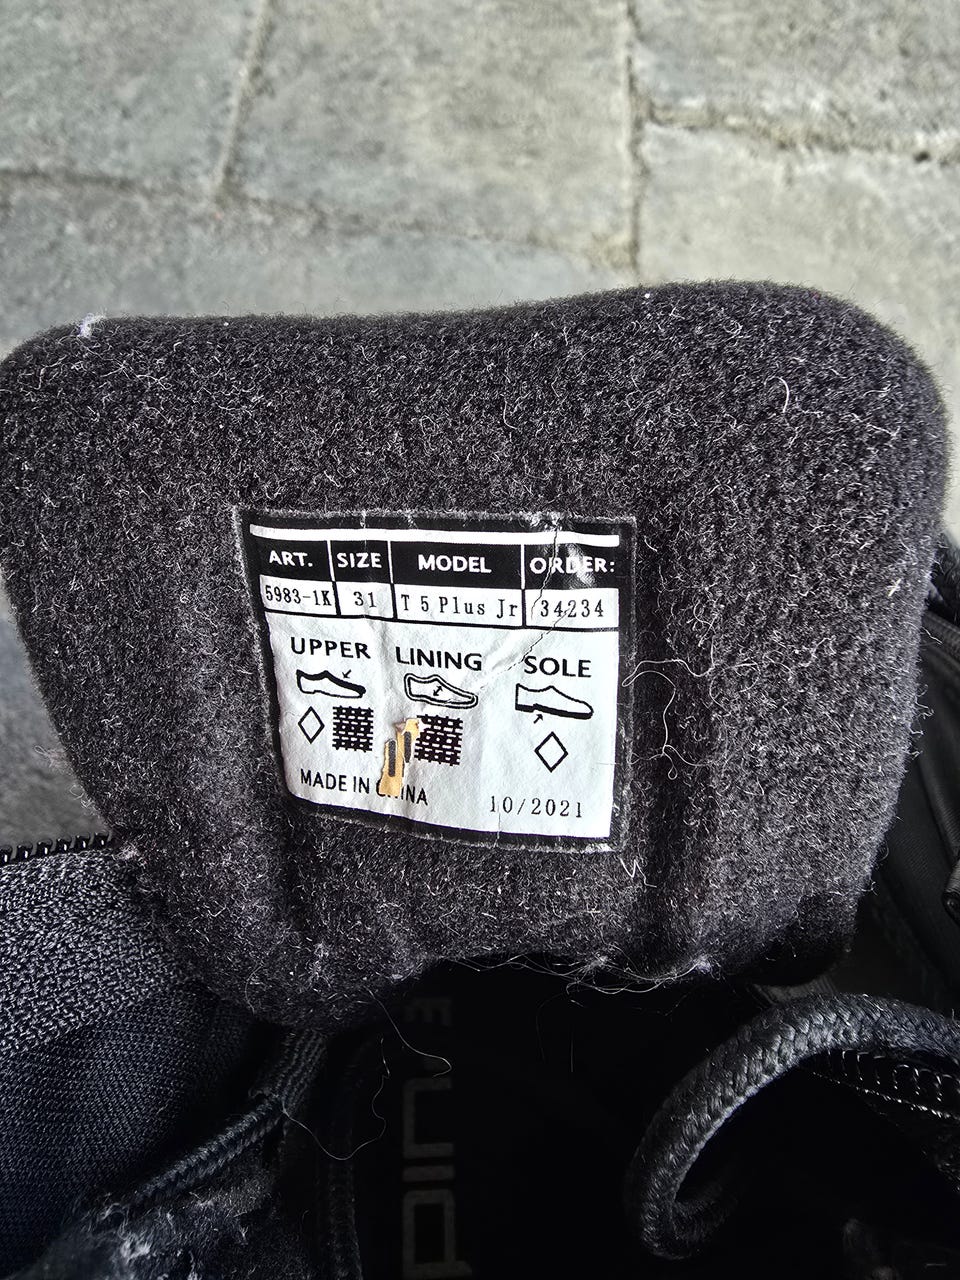 ART. SIZE MODEL ORDER:
5983-1K 31 T 5 Plus Jr 34234
UPPER LINING SOLE
MADE IN
10/2021